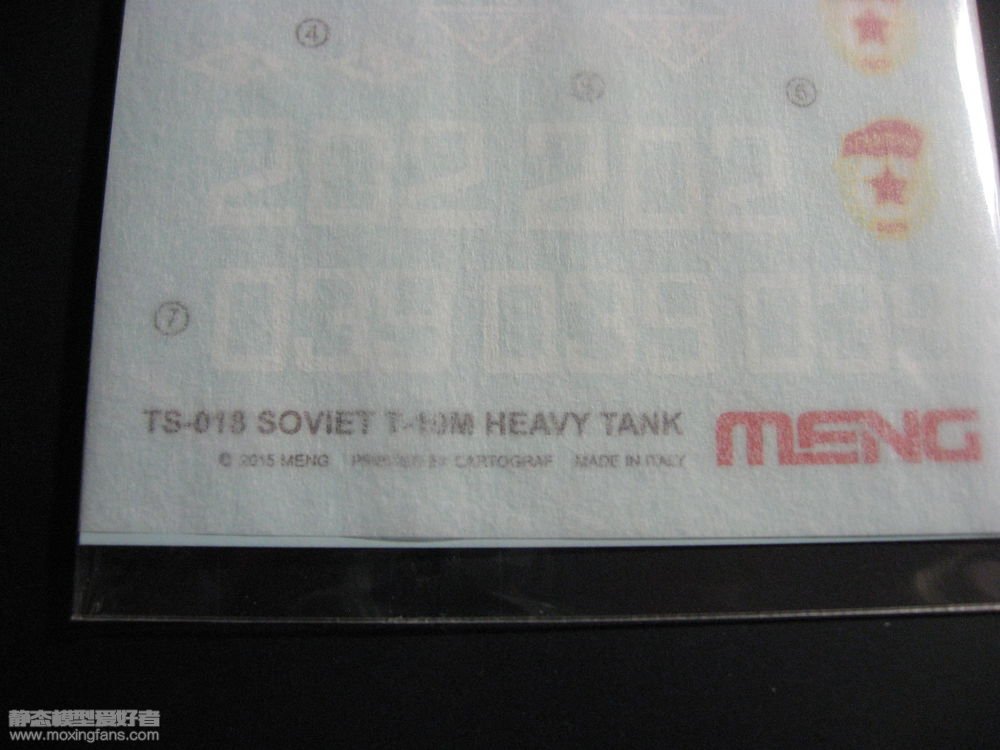 ④
⑥
202 202
⑦
039 039 039
TS-018 SOVIET T-10M HEAVY TANK
© 2015 MENG PRINTED BY CARTOGRAF MADE IN ITALY
MENG
静态模型爱好者
www.moxingfans.com